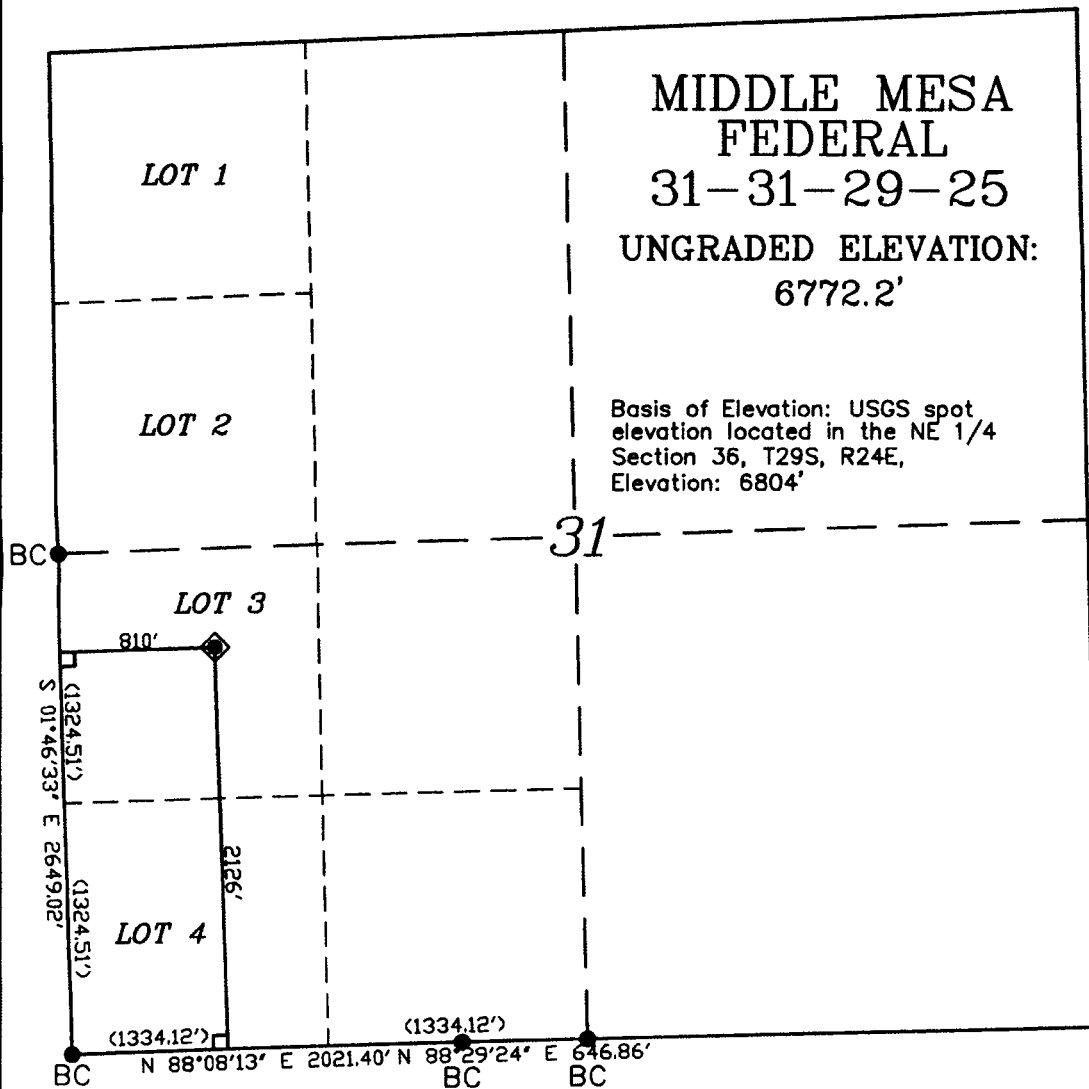 MIDDLE MESA
FEDERAL
31-31-29-25
UNGRADED ELEVATION:
6772.2'
LOT 1
LOT 2
Basis of Elevation: USGS spot
elevation located in the NE 1/4
Section 36, T29S, R24E,
Elevation: 6804'
31
BC
LOT 3
810'
(1324.51')
S 01°46'33" E 2649.02'
(1324.51')
2126'
LOT 4
(1334.12')
(1334.12')
N 88°08'13" E 2021.40'
N 88°29'24" E 646.86'
BC
BC
BC